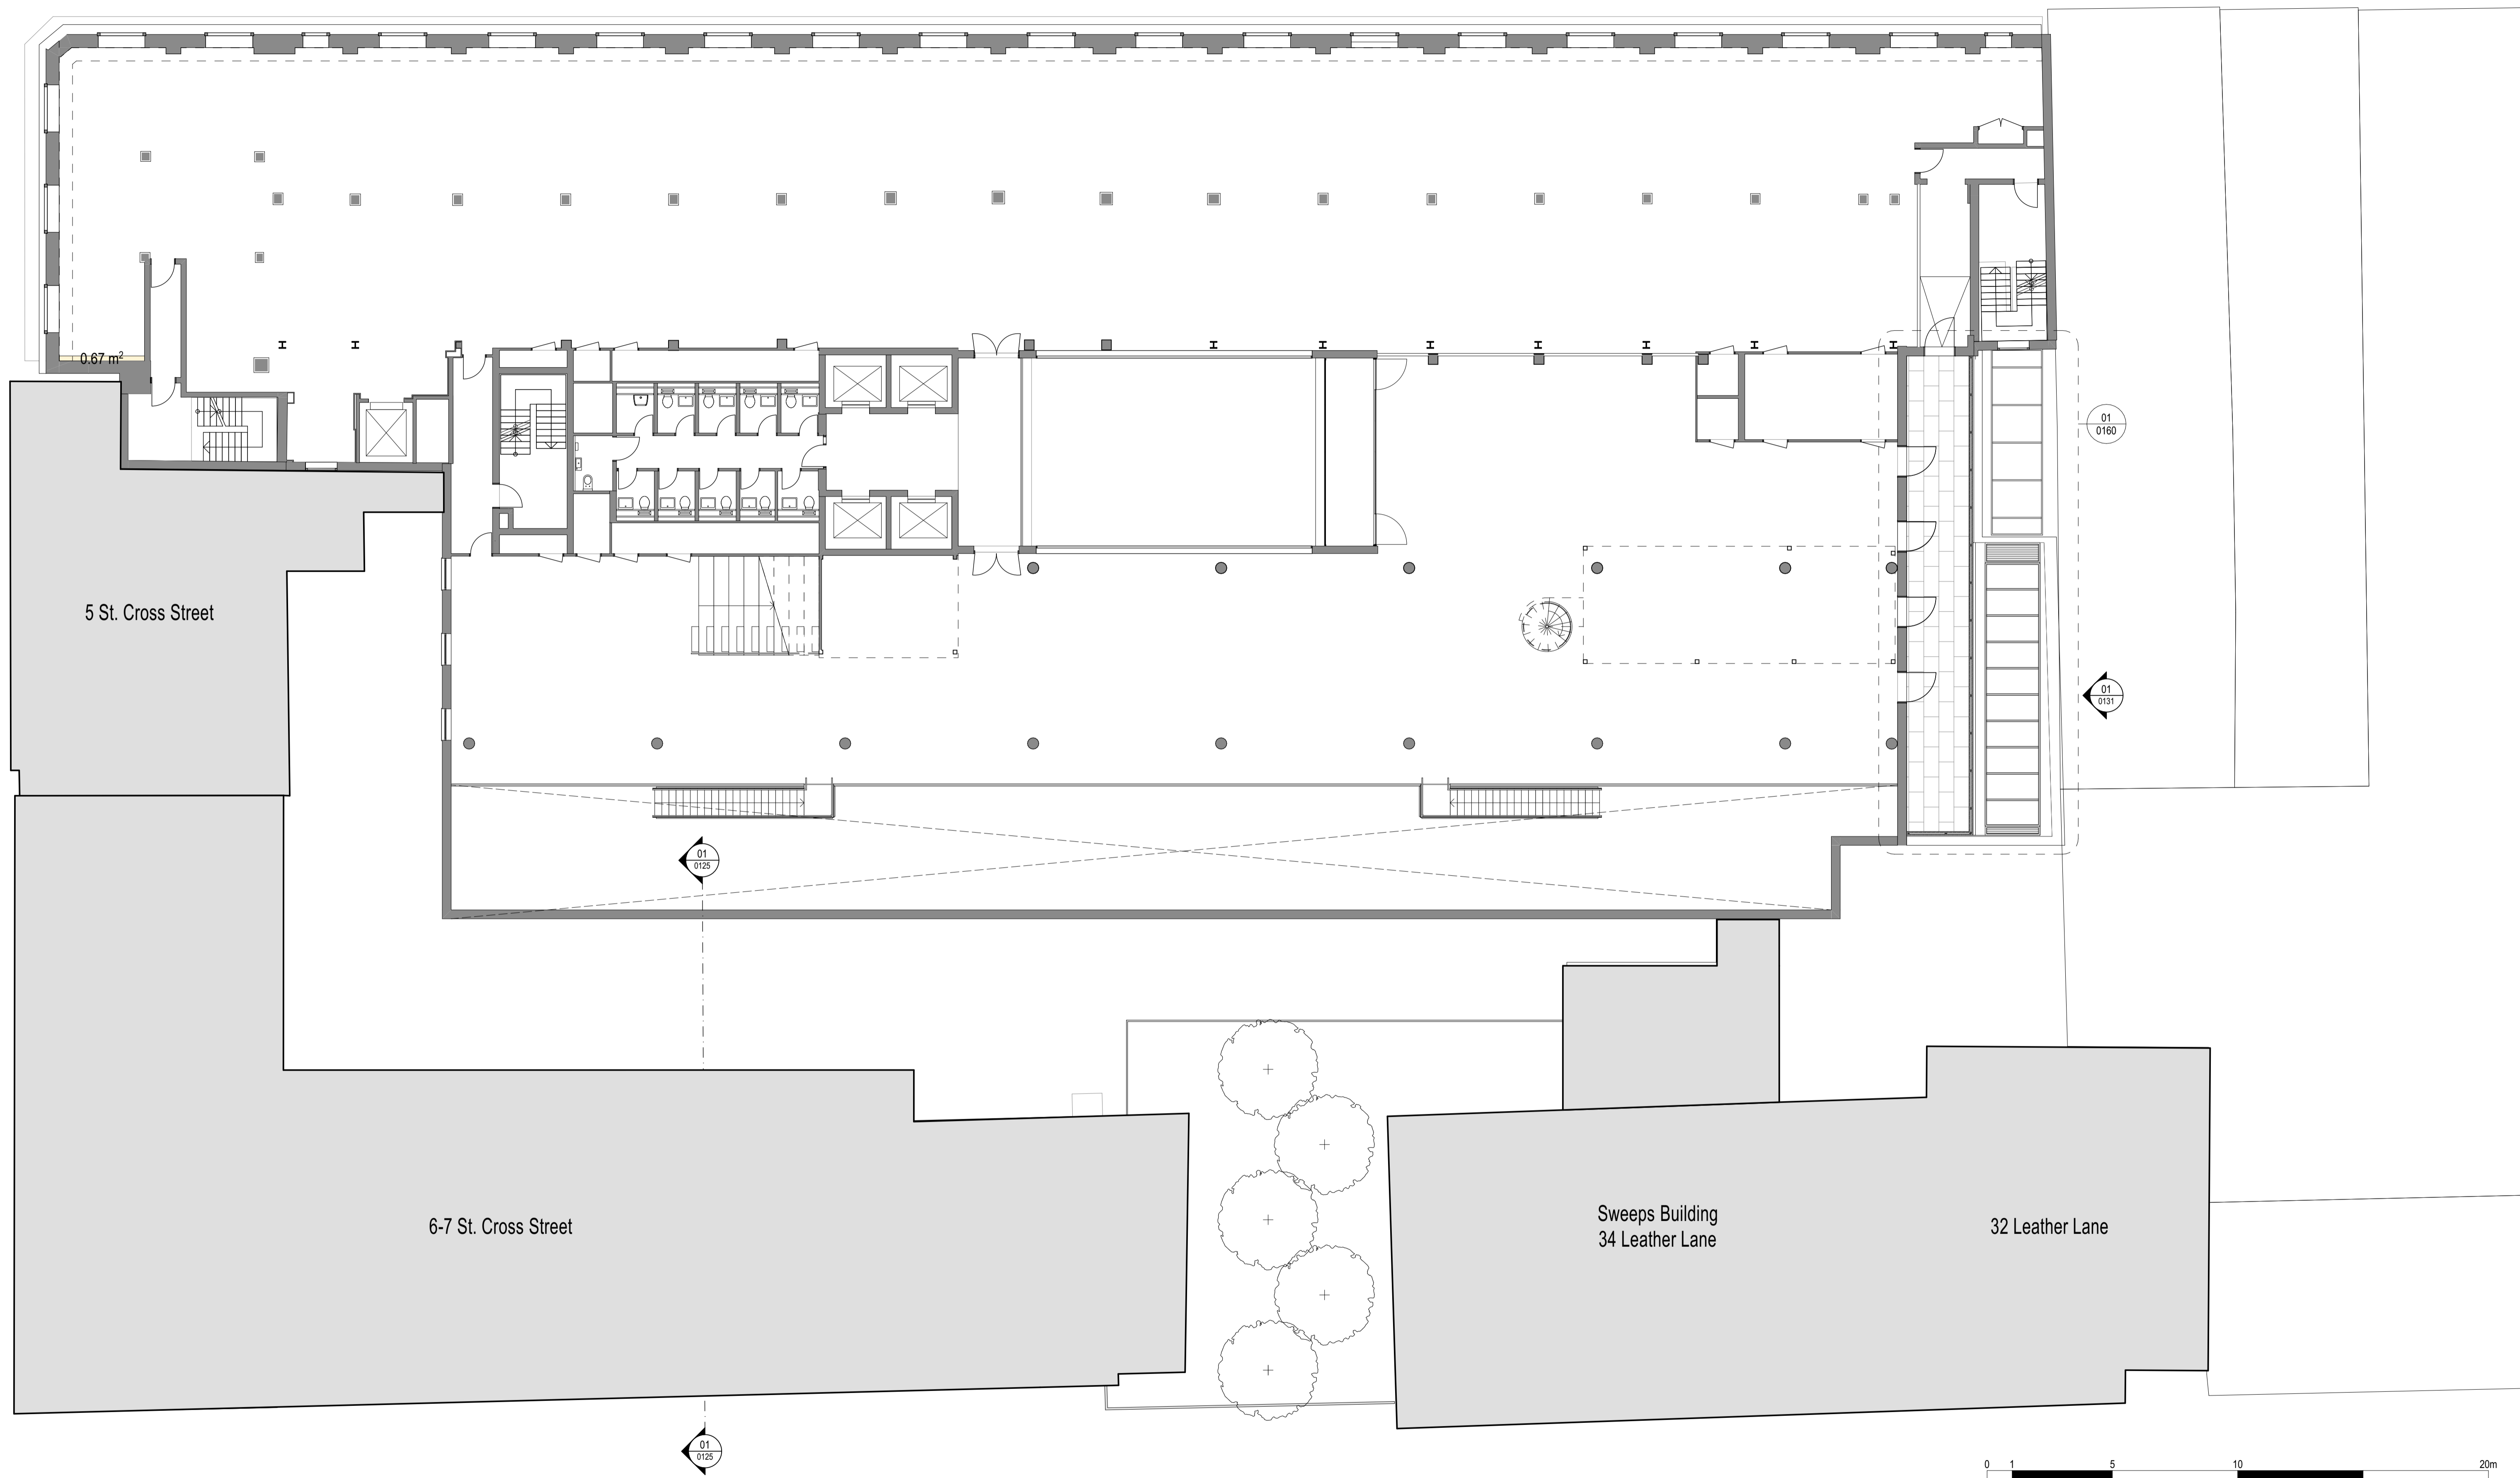 0.67 m²
01
0160
5 St. Cross Street
01
0131
01
0125
6-7 St. Cross Street
Sweeps Building
34 Leather Lane
32 Leather Lane
01
0125
0 1 5 10 20m